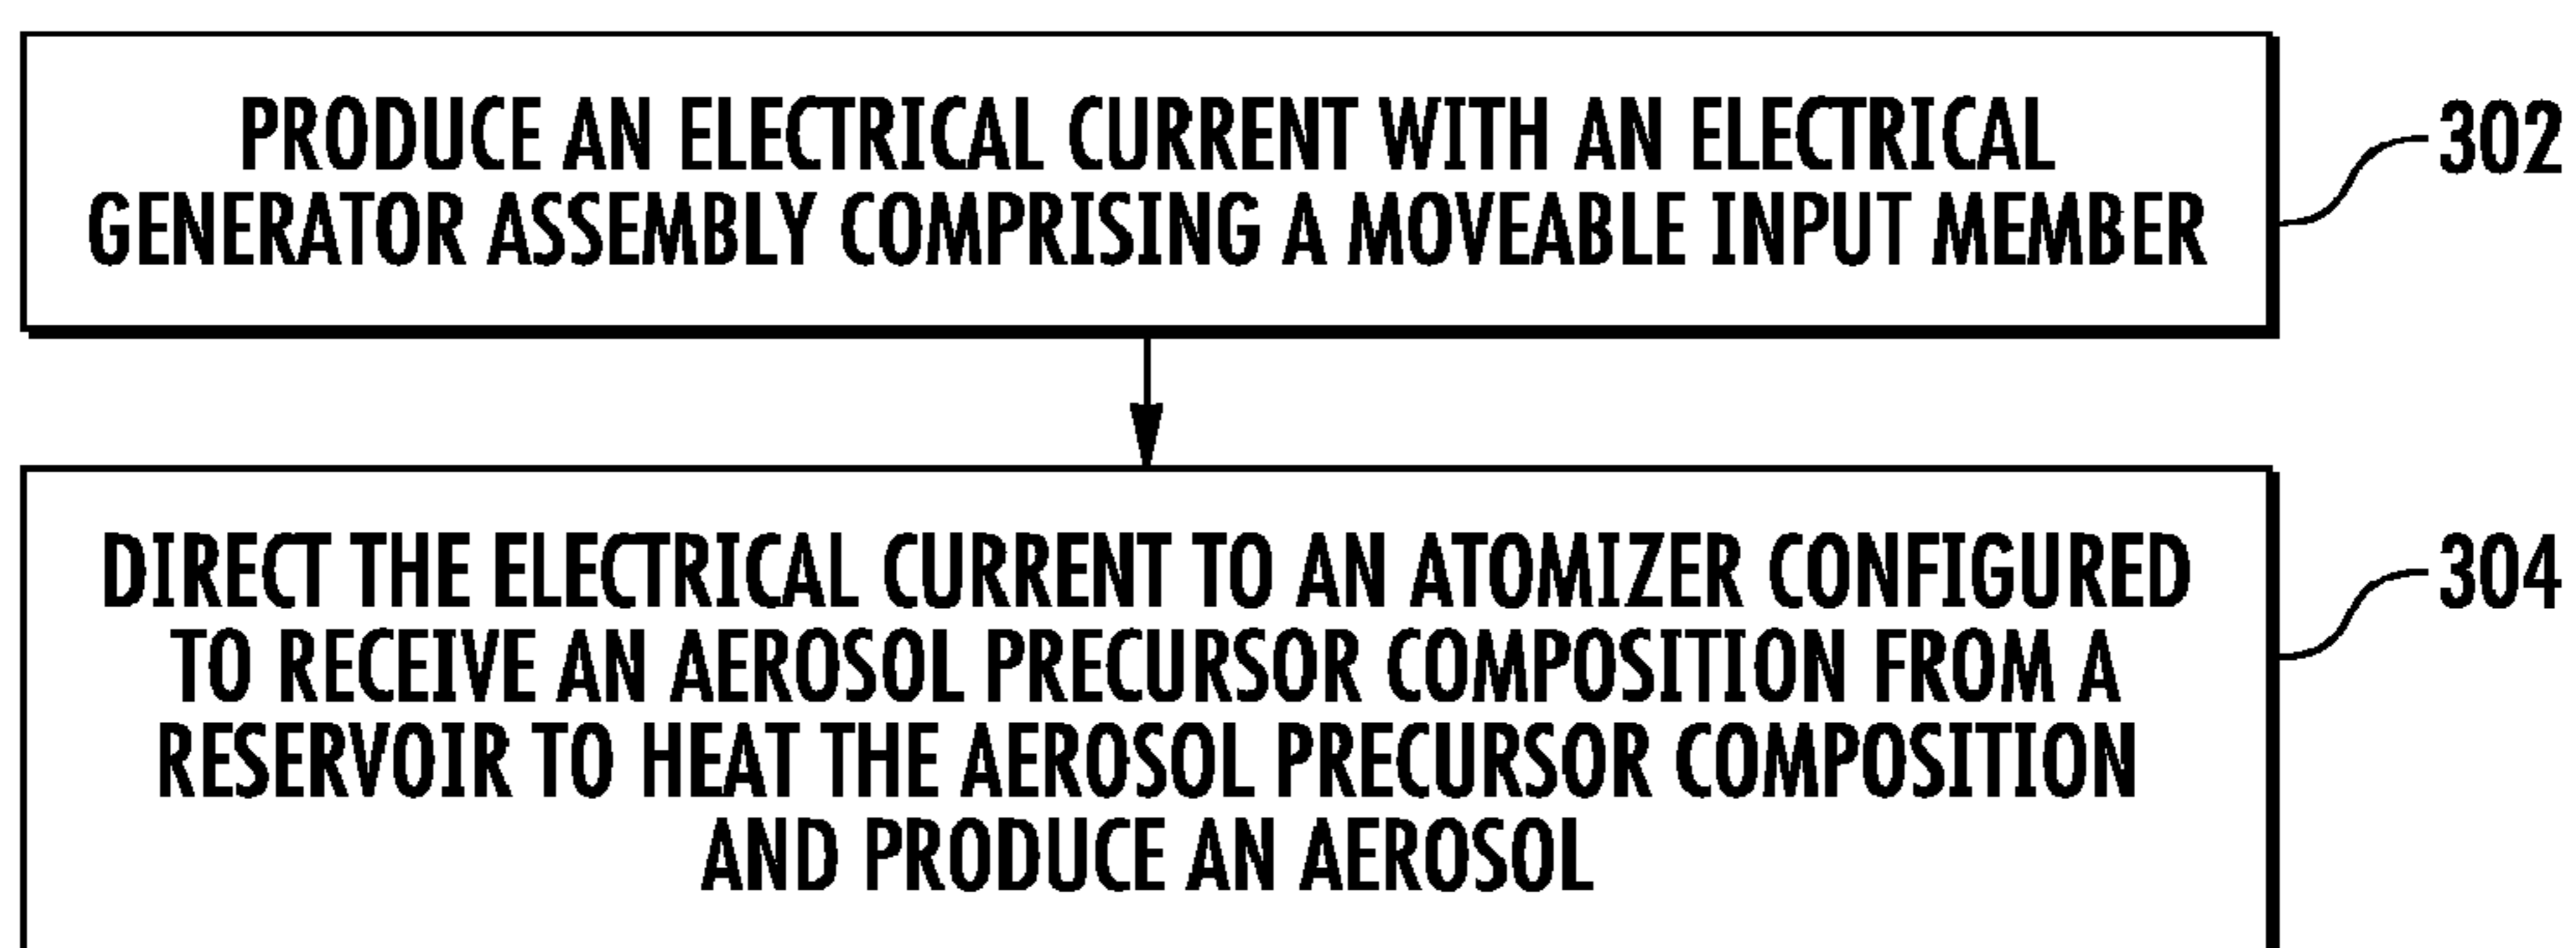 PRODUCE AN ELECTRICAL CURRENT WITH AN ELECTRICAL
GENERATOR ASSEMBLY COMPRISING A MOVEABLE INPUT MEMBER
302
DIRECT THE ELECTRICAL CURRENT TO AN ATOMIZER CONFIGURED
TO RECEIVE AN AEROSOL PRECURSOR COMPOSITION FROM A
RESERVOIR TO HEAT THE AEROSOL PRECURSOR COMPOSITION
AND PRODUCE AN AEROSOL
304